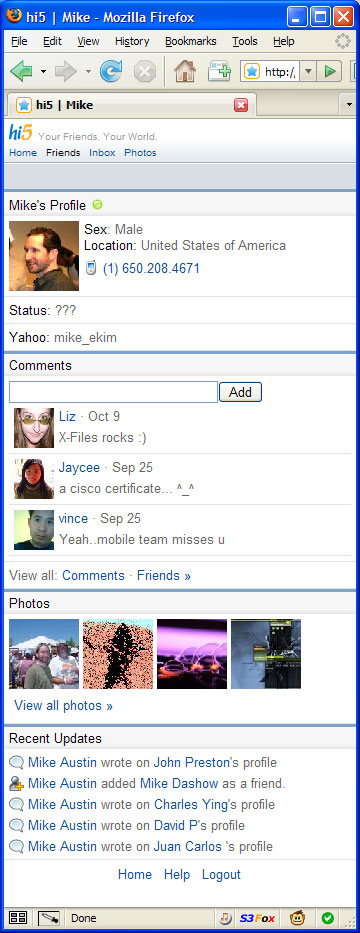 hi5 | Mike - Mozilla Firefox
File Edit View History Bookmarks Tools Help
http:/
hi5 | Mike
hi5 Your Friends. Your World.
Home Friends Inbox Photos
Mike's Profile
Sex: Male
Location: United States of America
(1) 650.208.4671
Status: ???
Yahoo: mike_ekim
Comments
Add
Liz · Oct 9
X-Files rocks :)
Jaycee · Sep 25
a cisco certificate... ^_^
vince · Sep 25
Yeah..mobile team misses u
View all: Comments · Friends »
Photos
View all photos »
Recent Updates
Mike Austin wrote on John Preston's profile
Mike Austin added Mike Dashow as a friend.
Mike Austin wrote on Charles Ying's profile
Mike Austin wrote on David P's profile
Mike Austin wrote on Juan Carlos 's profile
Home Help Logout
Done S3Fox